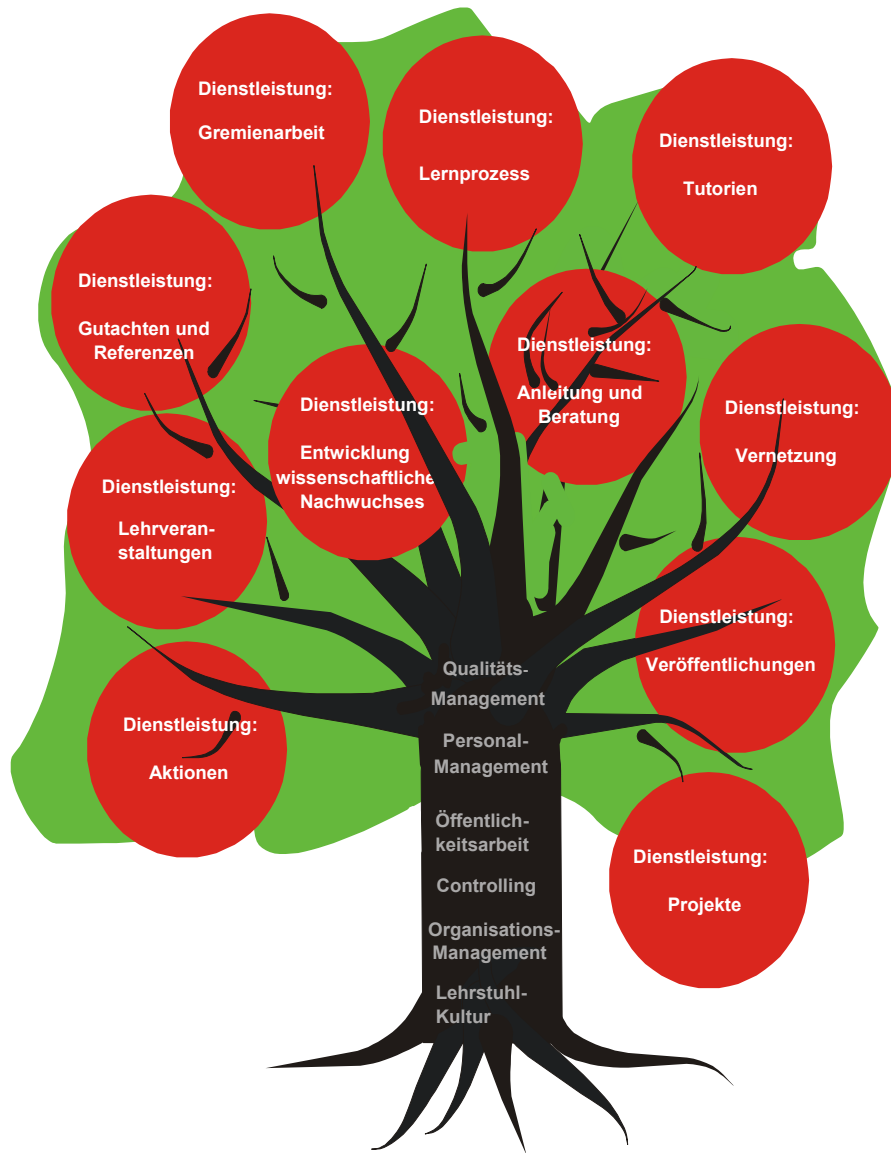 Dienstleistung:
Gremienarbeit
Dienstleistung:
Lernprozess
Dienstleistung:
Tutorien
Dienstleistung:
Gutachten und
Referenzen
Dienstleistung:
Anleitung und
Beratung
Dienstleistung:
Entwicklung
wissenschaftliche
Nachwuchses
Dienstleistung:
Vernetzung
Dienstleistung:
Lehrveran-
staltungen
Dienstleistung:
Veröffentlichungen
Dienstleistung:
Aktionen
Dienstleistung:
Projekte
Qualitäts-
Management
Personal-
Management
Öffentlich-
keitsarbeit
Controlling
Organisations-
Management
Lehrstuhl-
Kultur